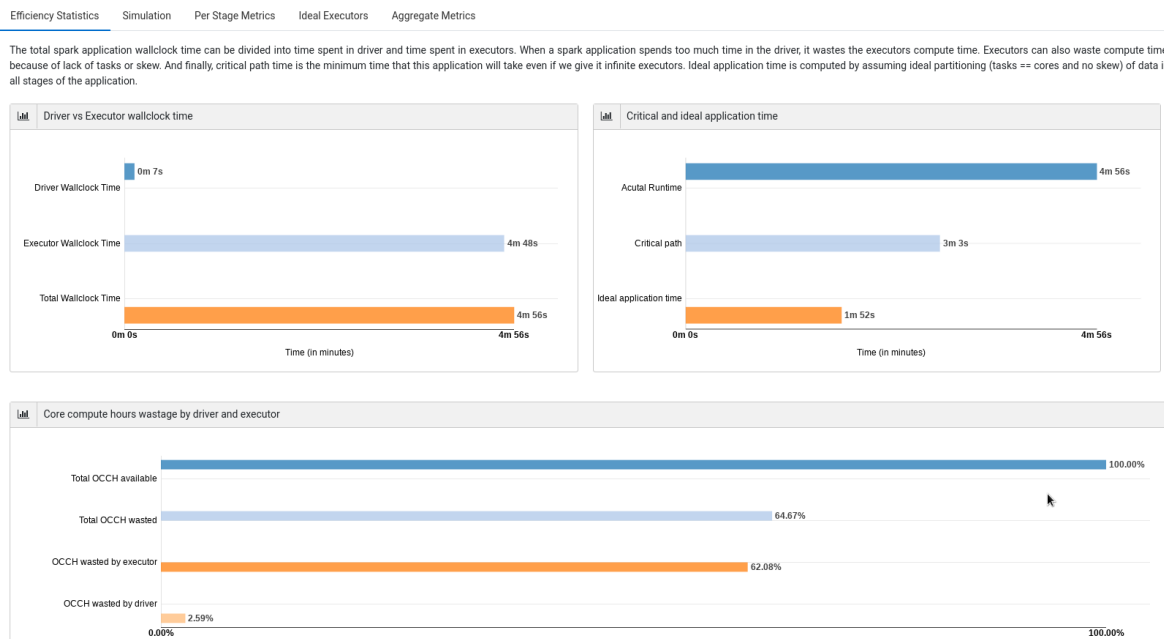 Efficiency Statistics Simulation Per Stage Metrics Ideal Executors Aggregate Metrics
The total spark application wallclock time can be divided into time spent in driver and time spent in executors. When a spark application spends too much time in the driver, it wastes the executors compute time. Executors can also waste compute time
because of lack of tasks or skew. And finally, critical path time is the minimum time that this application will take even if we give it infinite executors. Ideal application time is computed by assuming ideal partitioning (tasks == cores and no skew) of data i
all stages of the application.
Driver vs Executor wallclock time
0m 7s
Driver Wallclock Time
Executor Wallclock Time
4m 48s
Total Wallclock Time
4m 56s
0m 0s 4m 56s
Time (in minutes)
Critical and ideal application time
4m 56s
Acutal Runtime
Critical path
3m 3s
Ideal application time
1m 52s
0m 0s 4m 56s
Time (in minutes)
Core compute hours wastage by driver and executor
100.00%
Total OCCH available
64.67%
Total OCCH wasted
OCCH wasted by executor
62.08%
OCCH wasted by driver
2.59%
0.00% 100.00%